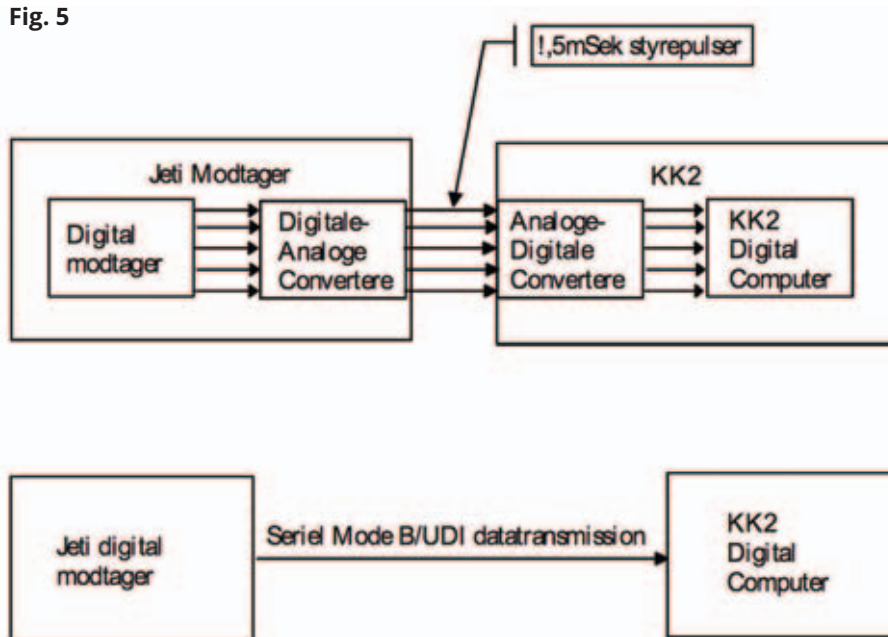 Fig. 5
!,5mSek styrepulser
Jeti Modtager
Digital
modtager
Digitale-
Analoge
Convertere
KK2
Analoge-
Digitale
Convertere
KK2
Digital
Computer
Jeti digital
modtager
Seriel Mode B/UDI datatransmission
KK2
Digital
Computer